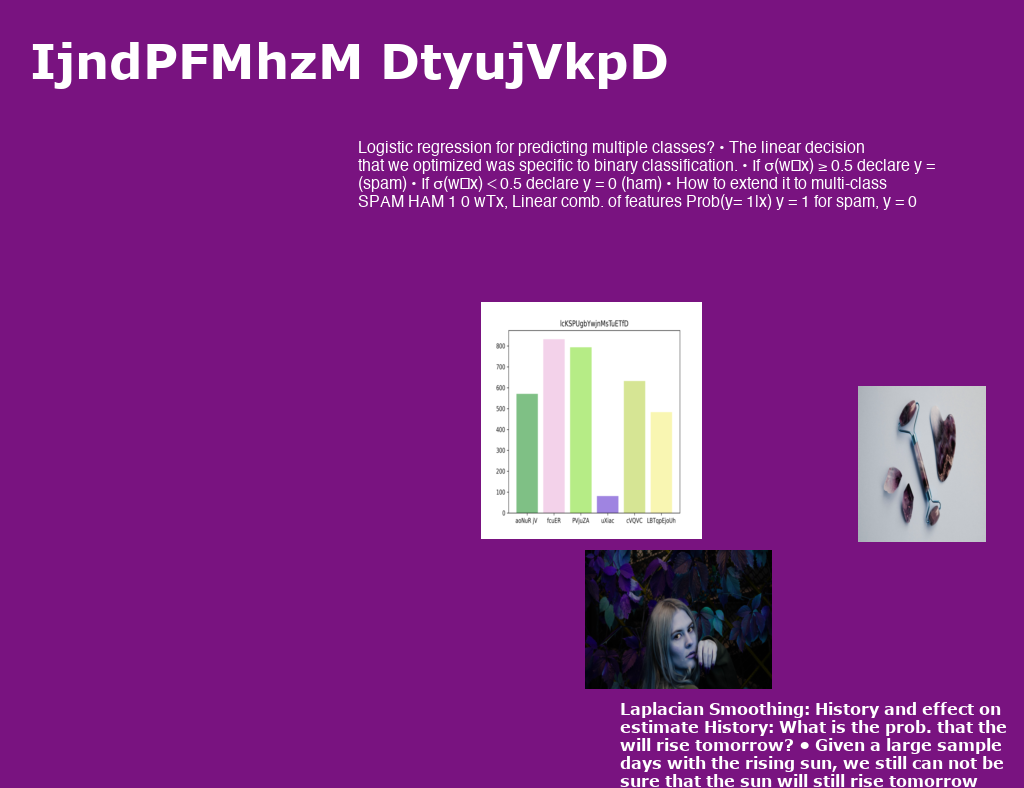 IjndPFMhzM DtyujVkpD
Logistic regression for predicting multiple classes? • The linear decision
that we optimized was specific to binary classification. • If σ(w□x) ≥ 0.5 declare y =
(spam) • If σ(w□x) < 0.5 declare y = 0 (ham) • How to extend it to multi-class
SPAM HAM 1 0 wTx, Linear comb. of features Prob(y= 1|x) y = 1 for spam, y = 0
IcKSPUgbYwjnMsTuETfD
800
700
600
500
400
300
200
100
0
aoNuR jV fcuER PVjuZA uXiac cVQVC LBTqpEjoUh
Laplacian Smoothing: History and effect on
estimate History: What is the prob. that the
will rise tomorrow? • Given a large sample
days with the rising sun, we still can not be
sure that the sun will still rise tomorrow